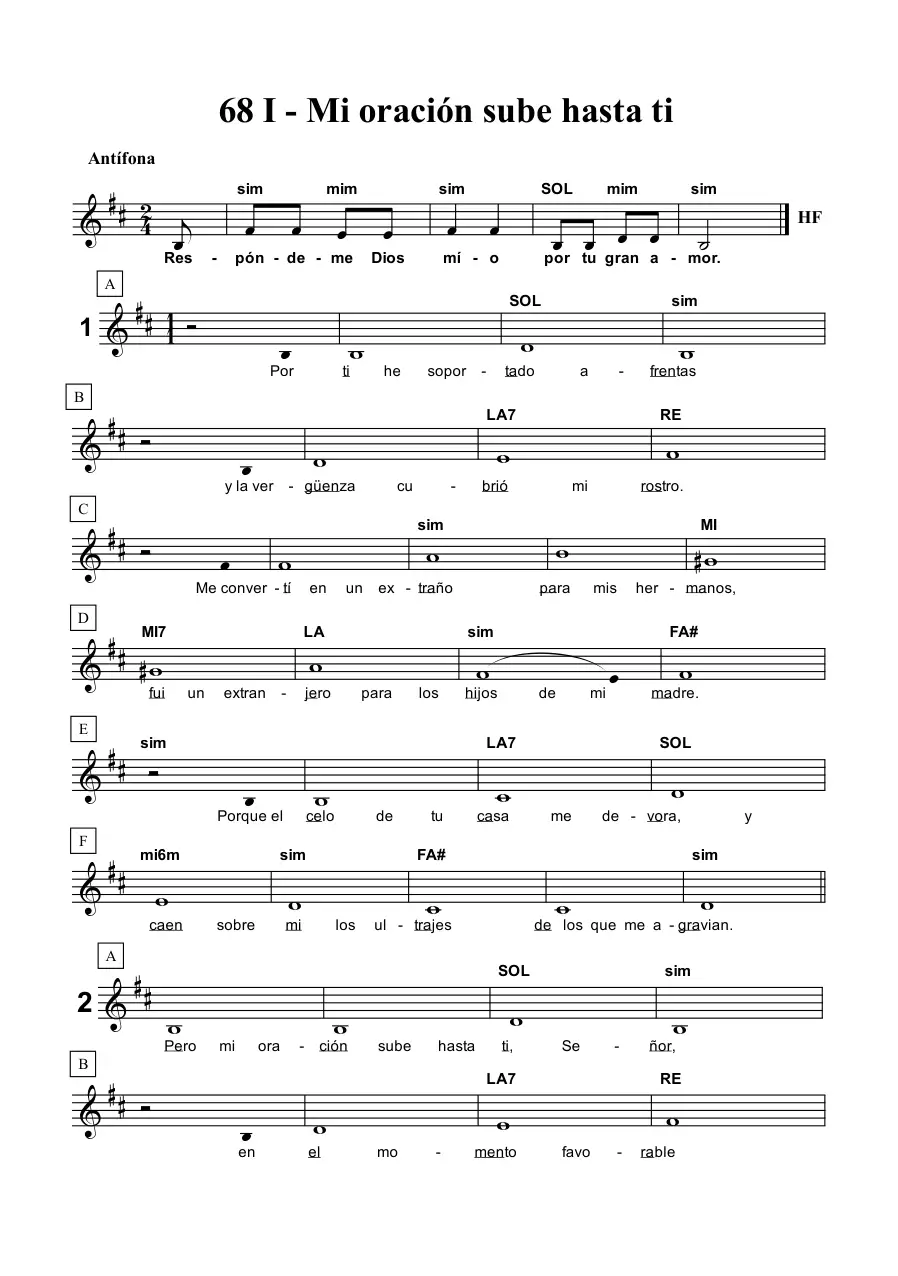 68 I - Mi oración sube hasta ti
Antífona
sim mim sim SOL mim sim
2
4
HF
Res - pón - de - me Dios mí - o por tu gran a - mor.
A
SOL sim
1
1
Por ti he sopor - tado a - frentas
B
LA7 RE
y la ver - güenza cu - brió mi rostro.
C
sim MI
Me conver - tí en un ex - traño para mis her - manos,
D
MI7 LA sim FA#
fui un extran - jero para los hijos de mi madre.
E
sim LA7 SOL
Porque el celo de tu casa me de - vora, y
F
mi6m sim FA# sim
caen sobre mi los ul - trajes de los que me a - gravian.
A
SOL sim
2
Pero mi ora - ción sube hasta ti, Se - ñor,
B
LA7 RE
en el mo - mento favo - rable